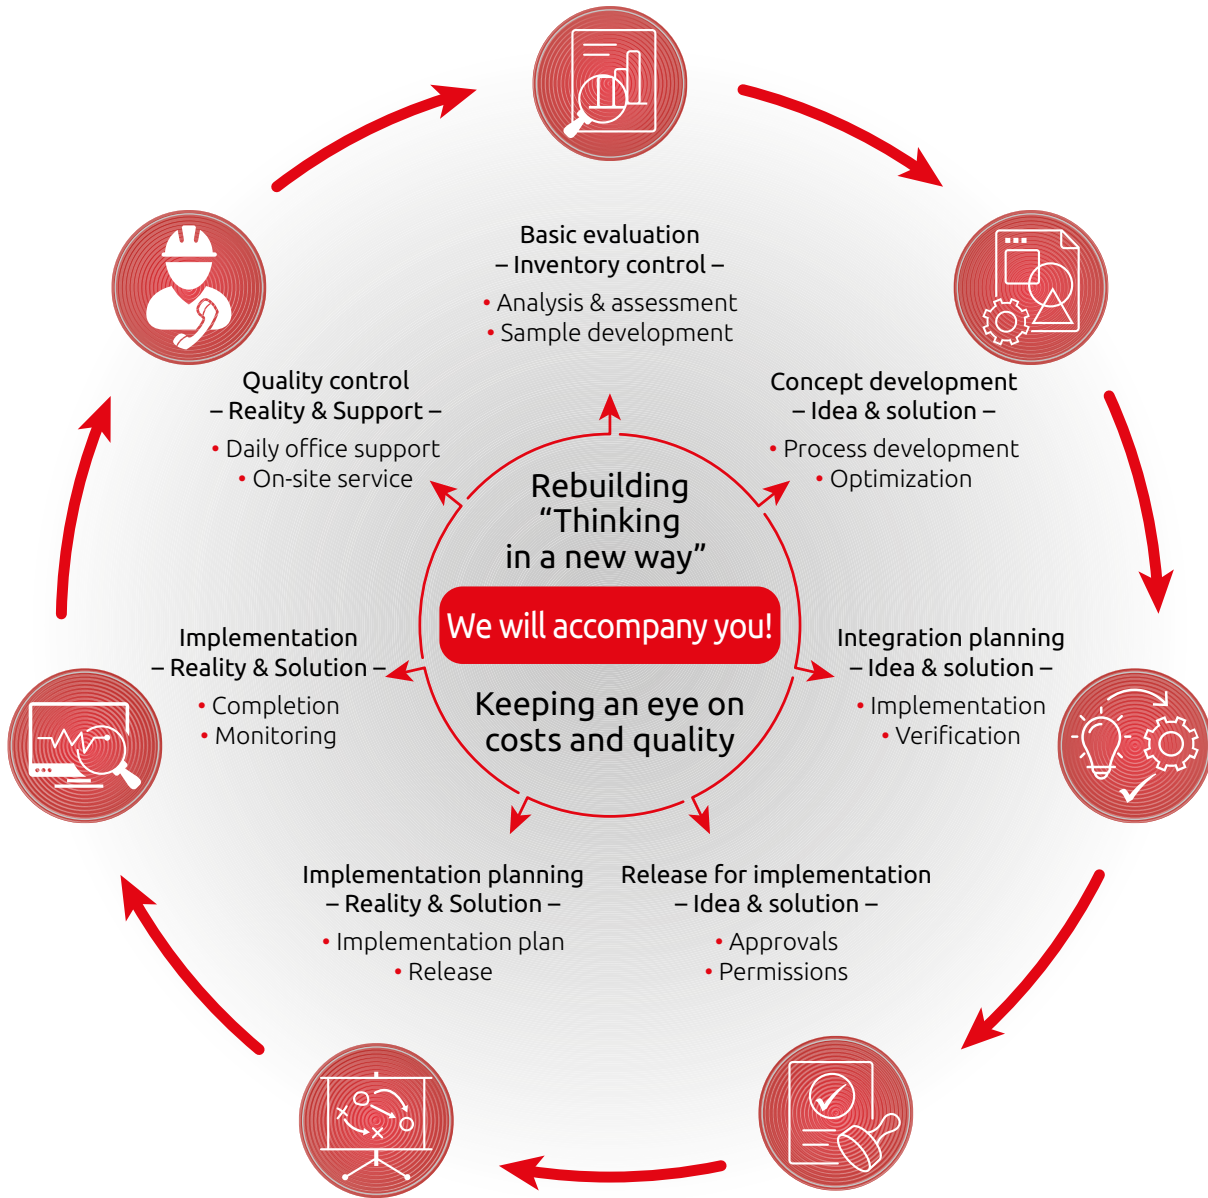 Basic evaluation
– Inventory control –
• Analysis & assessment
• Sample development
Concept development
– Idea & solution –
• Process development
• Optimization
Integration planning
– Idea & solution –
• Implementation
• Verification
Release for implementation
– Idea & solution –
• Approvals
• Permissions
Implementation planning
– Reality & Solution –
• Implementation plan
• Release
Implementation
– Reality & Solution –
• Completion
• Monitoring
Quality control
– Reality & Support –
• Daily office support
• On-site service
Rebuilding
“Thinking
in a new way”
We will accompany you!
Keeping an eye on
costs and quality